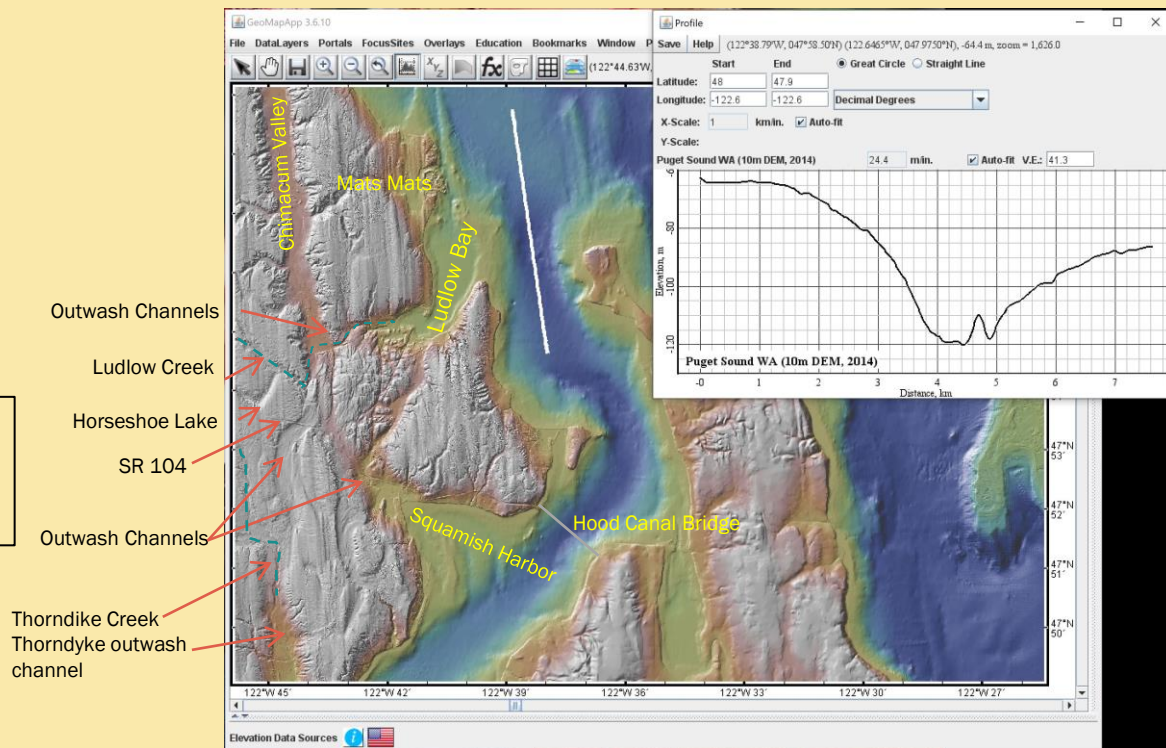 GeoMapApp 3.6.10
File DataLayers Portals FocusSites Overlays Education Bookmarks Window P
XYZ fx (122°44.63'W,
Profile
Save Help (122°38.79'W, 047°58.50'N) (122.6465°W, 047.9750°N), -64.4 m, zoom = 1,626.0
Start End Great Circle Straight Line
Latitude: 48 47.9
Longitude: -122.6 -122.6 Decimal Degrees
X-Scale: 1 km/in. Auto-fit
Y-Scale:
Puget Sound WA (10m DEM, 2014) 24.4 m/in. Auto-fit V.E.: 41.3
-6
-80
-100
-120
Elevation, m
Puget Sound WA (10m DEM, 2014)
-0 1 2 3 4 5 6 7
Distance, km
Chimacum Valley
Mats Mats
Ludlow Bay
Outwash Channels
Ludlow Creek
Horseshoe Lake
SR 104
Outwash Channels
Squamish Harbor
Hood Canal Bridge
Thorndike Creek
Thorndyke outwash
channel
47°N
53´
47°N
52´
47°N
51´
47°N
50´
122°W 45´ 122°W 42´ 122°W 39´ 122°W 36´ 122°W 33´ 122°W 30´ 122°W 27´
Elevation Data Sources i